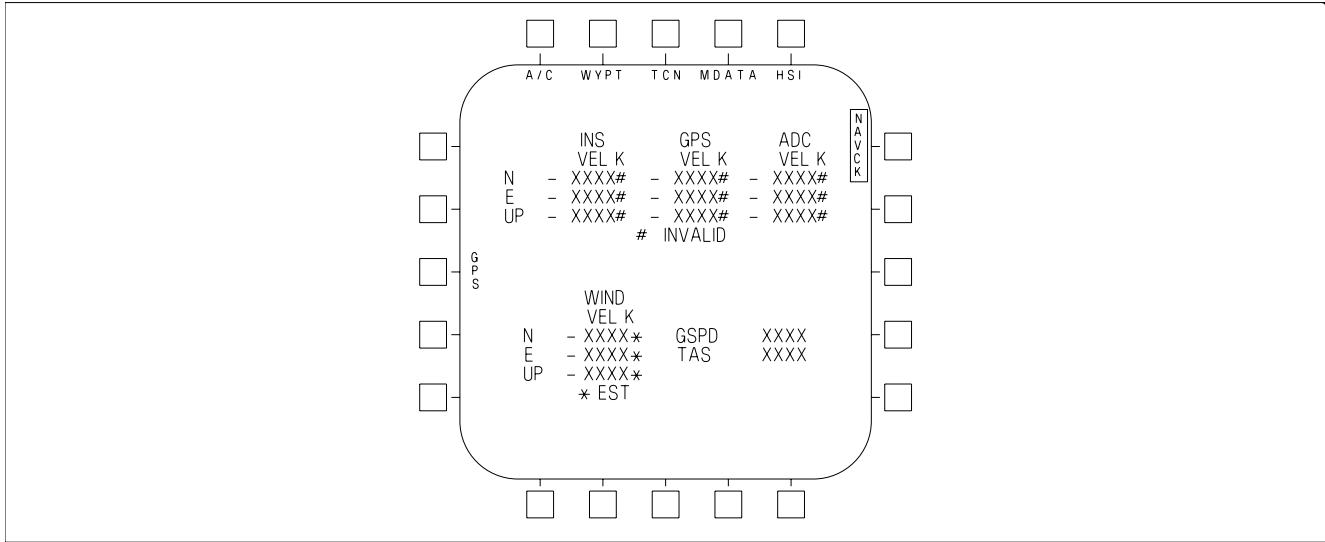 A/C WYPT TCN MDATA HSI
NAVCK
INS GPS ADC
VEL K VEL K VEL K
N - XXXX# - XXXX# - XXXX#
E - XXXX# - XXXX# - XXXX#
UP - XXXX# - XXXX# - XXXX#
# INVALID
GPS
WIND
VEL K
N - XXXX* GSPD XXXX
E - XXXX* TAS XXXX
UP - XXXX*
* EST